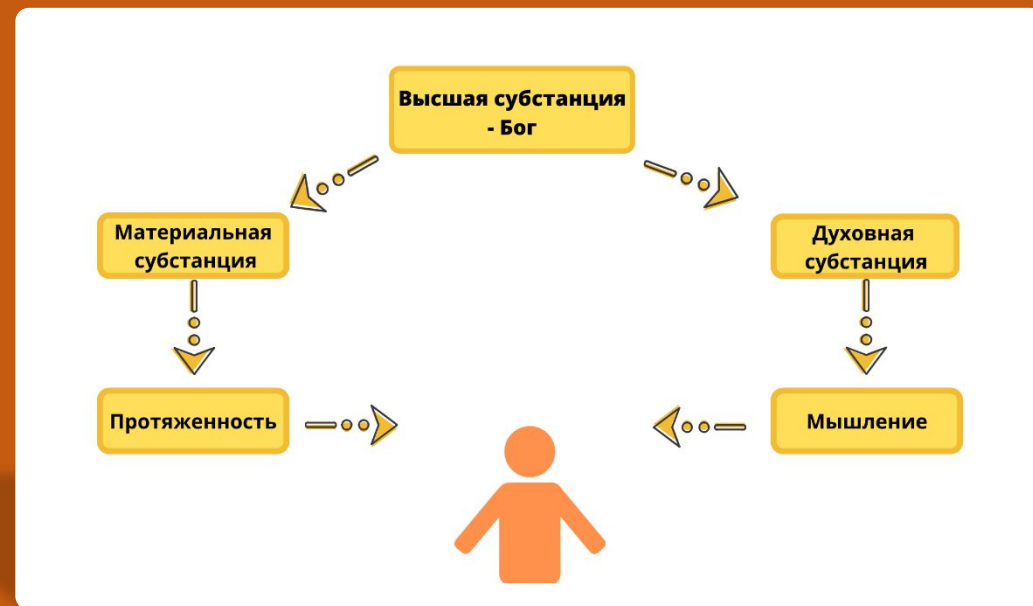 Высшая субстанция
- Бог
Материальная
субстанция
Духовная
субстанция
Протяженность
Мышление